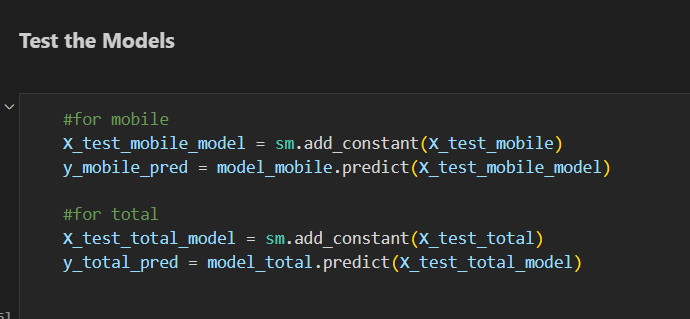 Test the Models
#for mobile
X_test_mobile_model = sm.add_constant(X_test_mobile)
y_mobile_pred = model_mobile.predict(X_test_mobile_model)
#for total
X_test_total_model = sm.add_constant(X_test_total)
y_total_pred = model_total.predict(X_test_total_model)